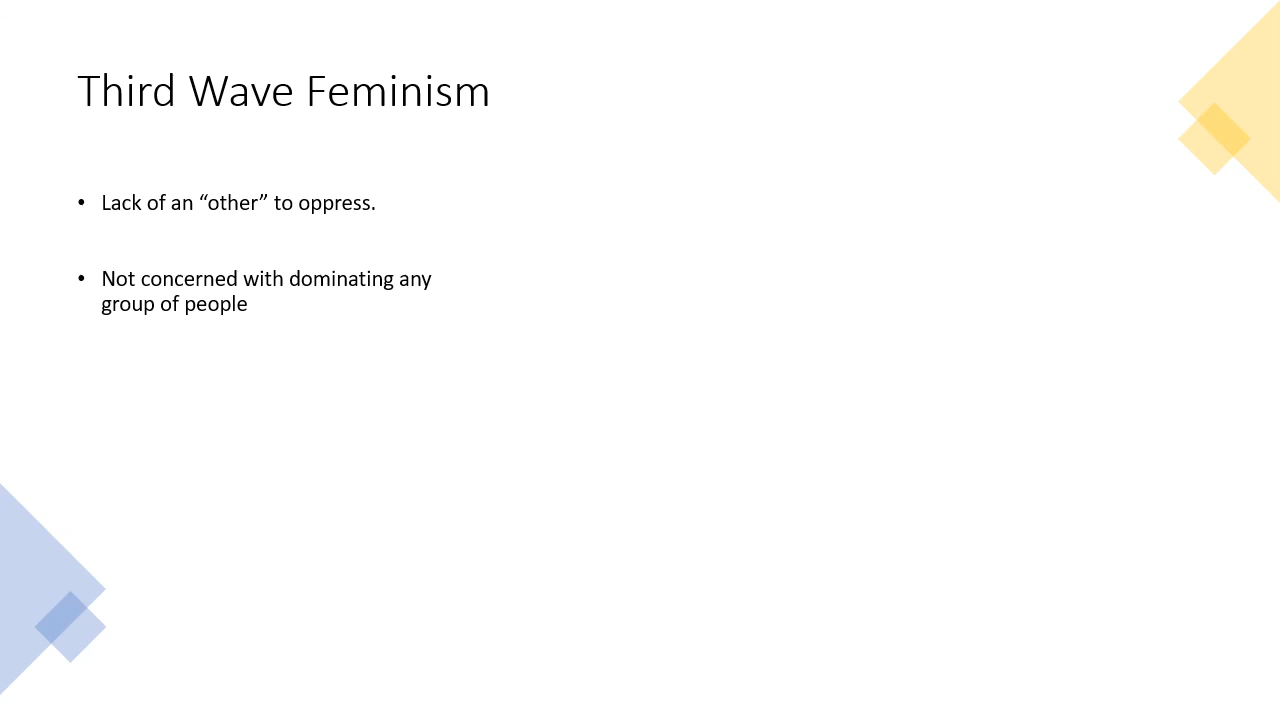 Third Wave Feminism
• Lack of an “other” to oppress.
• Not concerned with dominating any
group of people